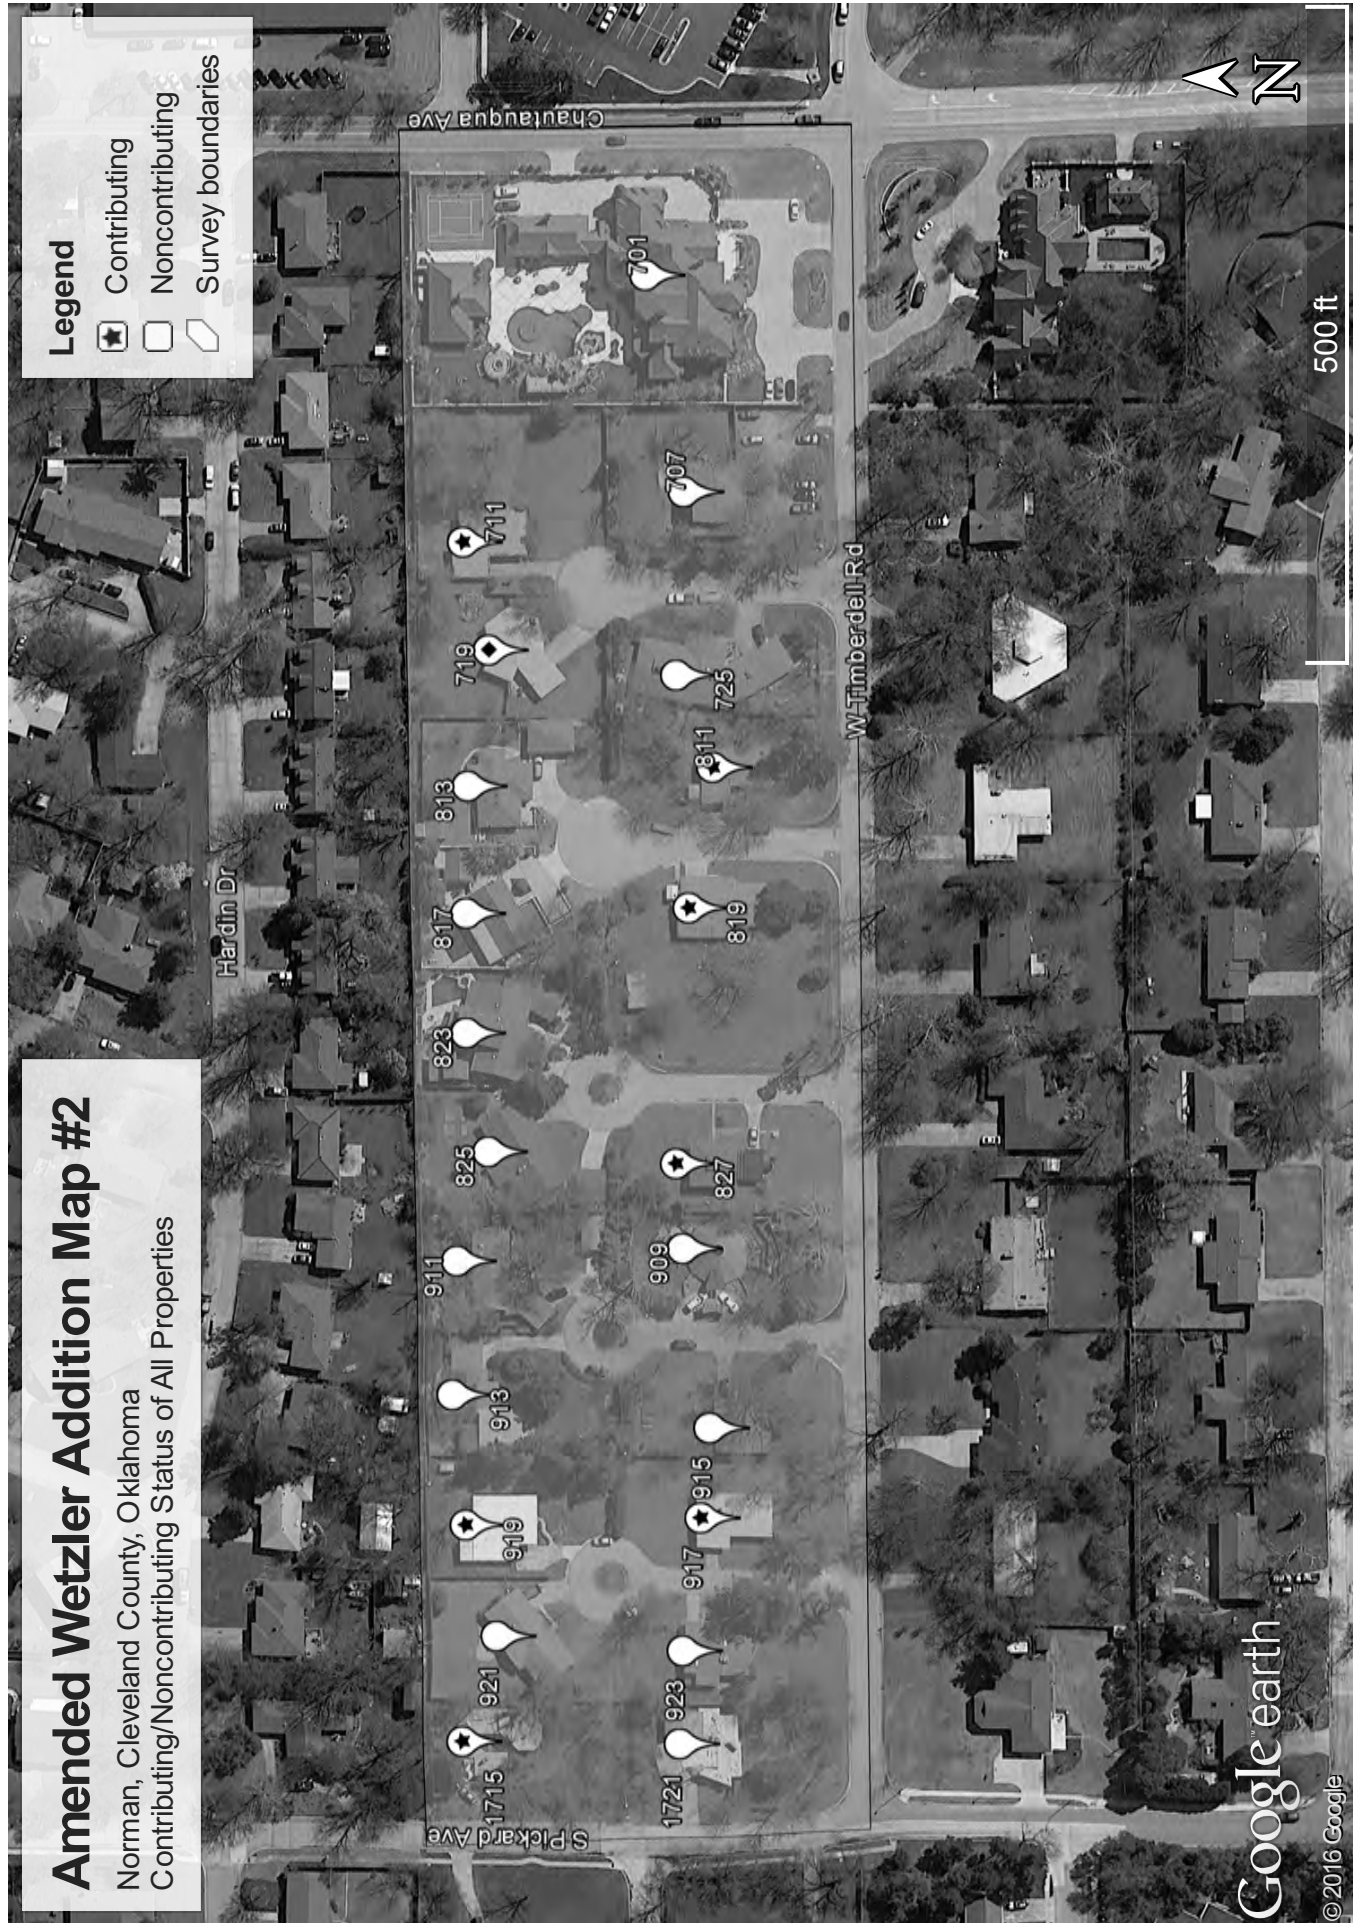 Amended Wetzler Addition Map #2
Norman, Cleveland County, Oklahoma
Contributing/Noncontributing Status of All Properties
Legend
Contributing
Noncontributing
Survey boundaries
Hardin Dr
S Pickard Ave
Chautauqua Ave
W Timberdell Rd
1715
921
919
913
911
825
823
817
813
719
711
1721
923
917
915
909
827
819
811
725
707
701
N
500 ft
Google earth
©2016 Google